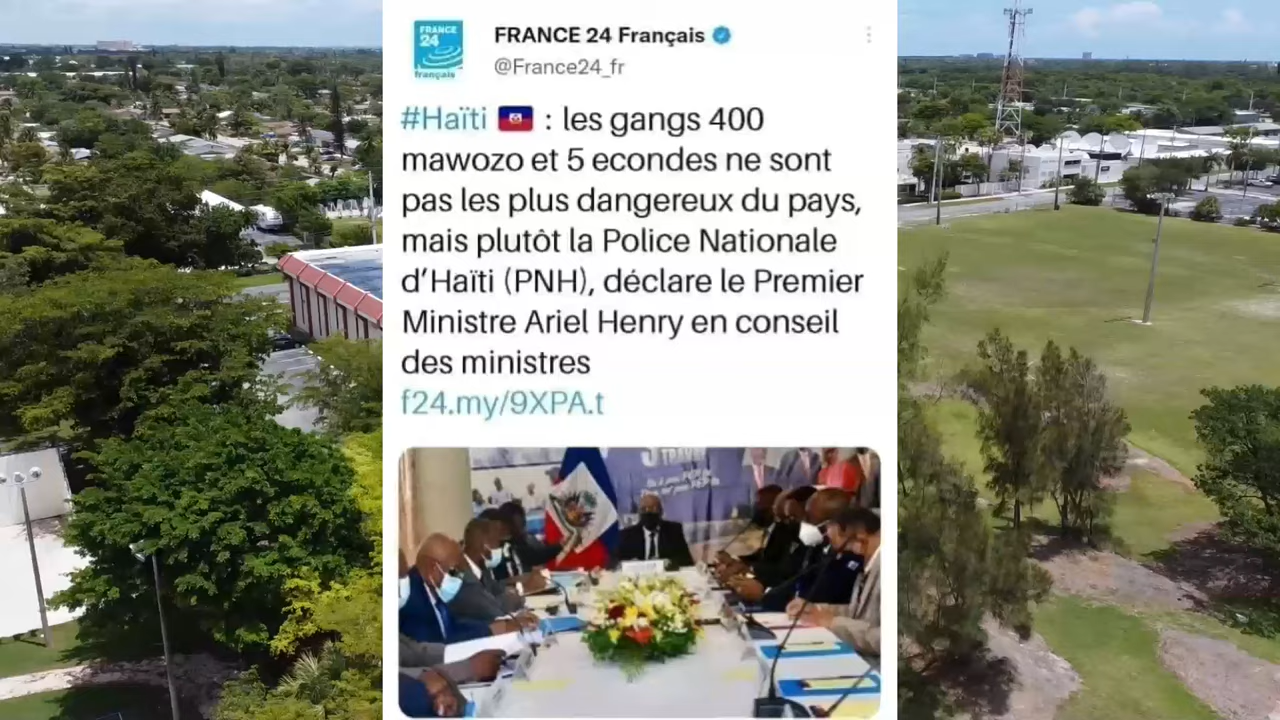 FRANCE
24
français
FRANCE 24 Français
@France24_fr
#Haïti : les gangs 400
mawozo et 5 econdes ne sont
pas les plus dangereux du pays,
mais plutôt la Police Nationale
d'Haïti (PNH), déclare le Premier
Ministre Ariel Henry en conseil
des ministres
f24.my/9XPA.t
TRAVAY